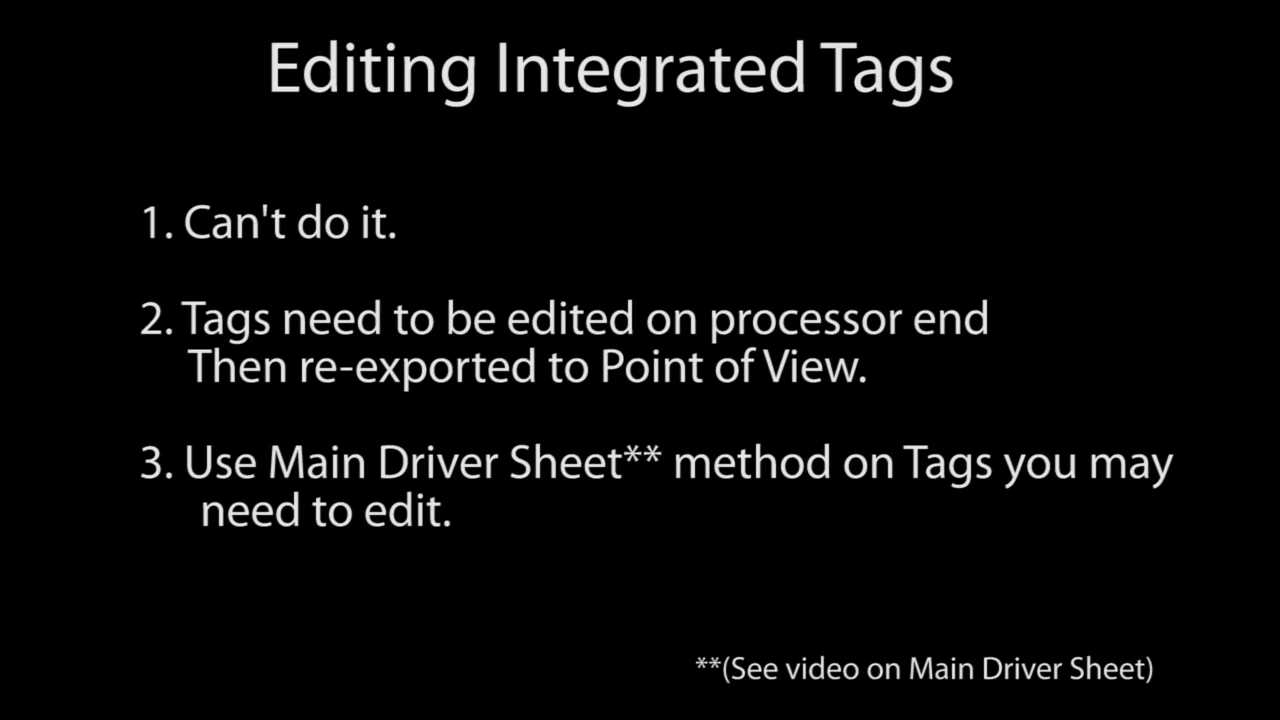 Editing Integrated Tags
1. Can't do it.
2. Tags need to be edited on processor end
Then re-exported to Point of View.
3. Use Main Driver Sheet** method on Tags you may
need to edit.
**(See video on Main Driver Sheet)